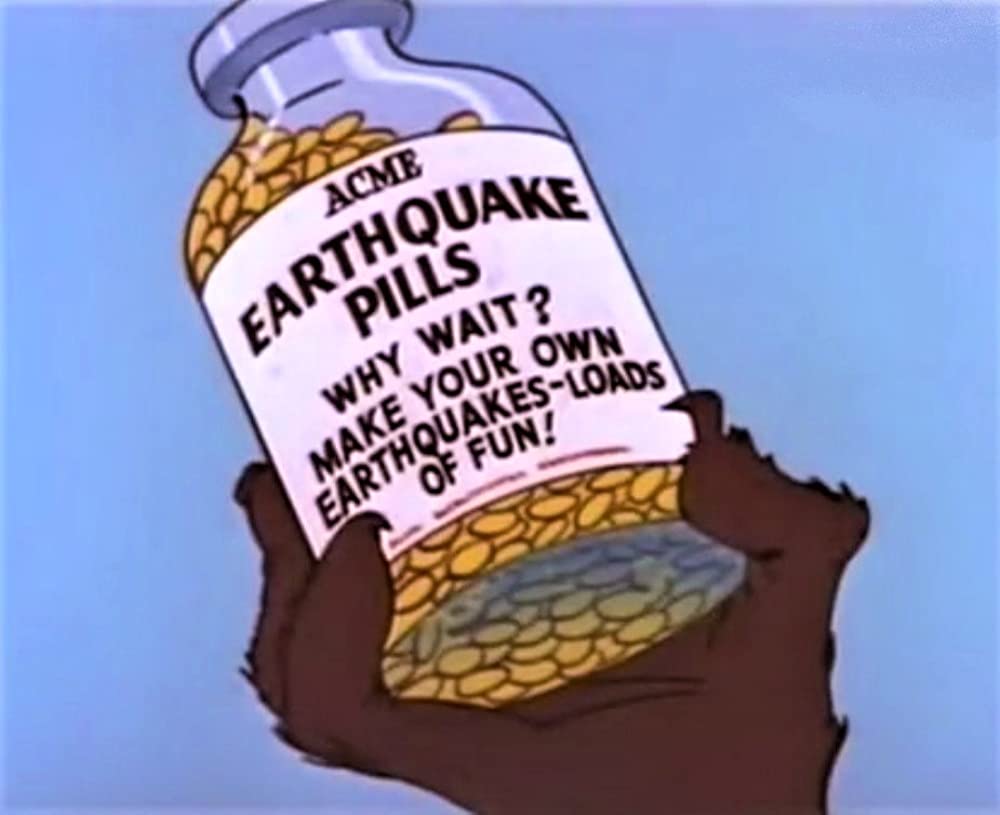 ACME
EARTHQUAKE
PILLS
WHY WAIT?
MAKE YOUR OWN
EARTHQUAKES-LOADS
OF FUN!